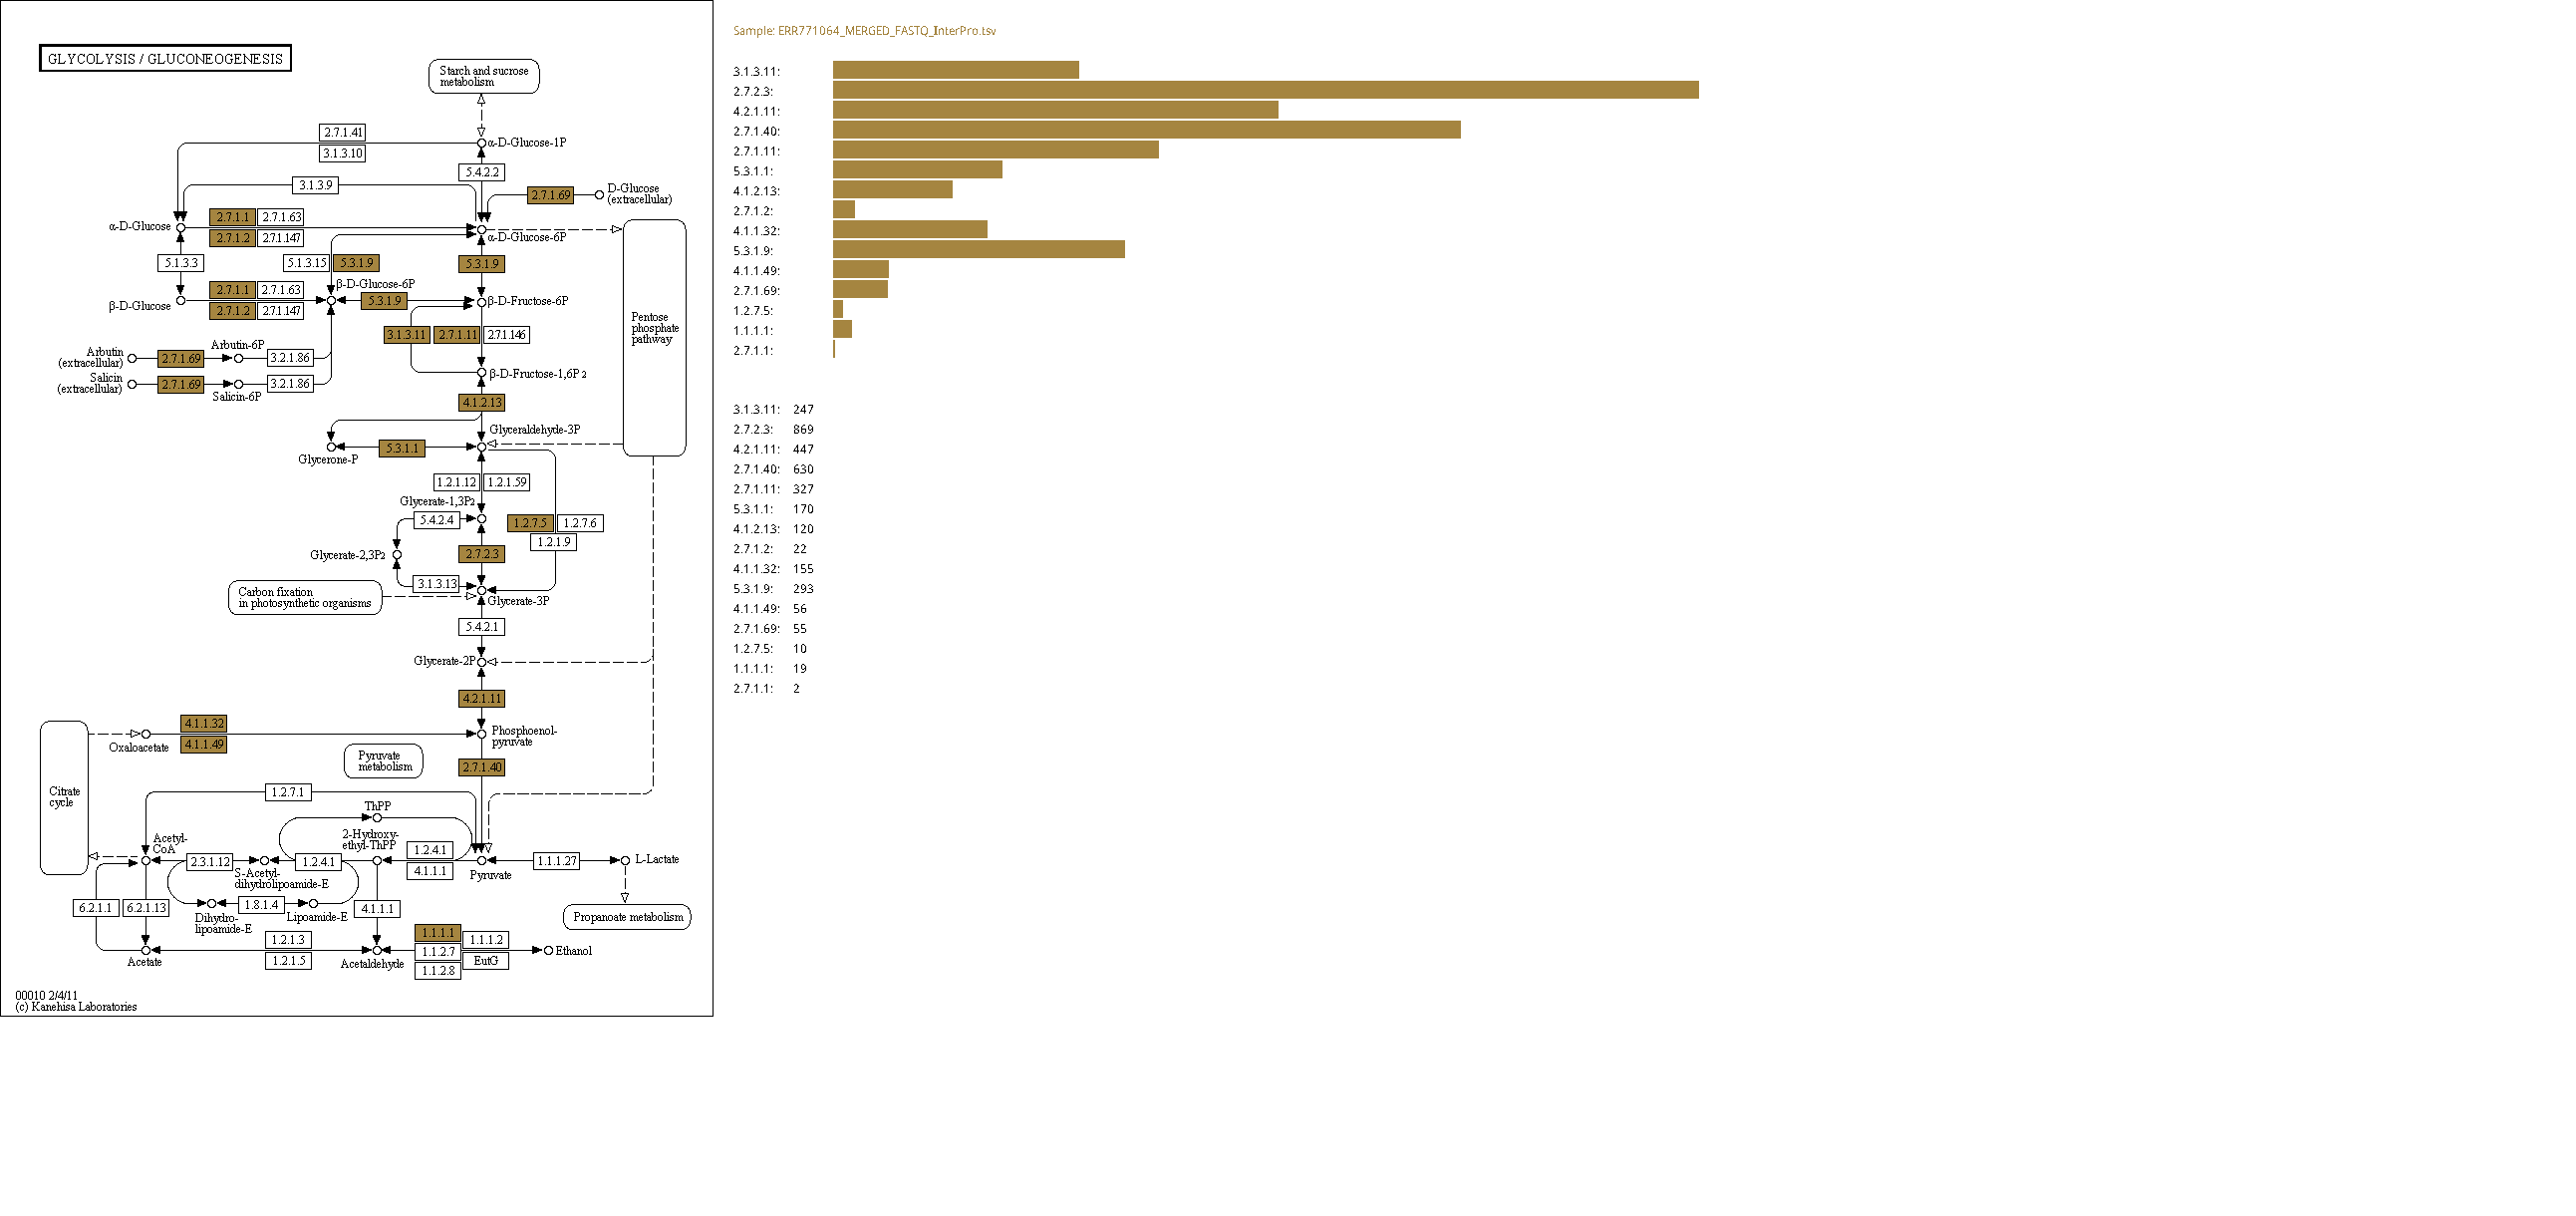 GLYCOLYSIS / GLUCONEOGENESIS
Starch and sucrose
metabolism
2.7.1.41
3.1.3.10
α-D-Glucose-1P
5.4.2.2
3.1.3.9
2.7.1.69
D-Glucose
(extracellular)
2.7.1.1
2.7.1.63
α-D-Glucose
2.7.1.2
2.7.1.147
α-D-Glucose-6P
5.1.3.3
5.1.3.15
5.3.1.9
5.3.1.9
β-D-Glucose-6P
2.7.1.1
2.7.1.63
β-D-Glucose
2.7.1.2
2.7.1.147
5.3.1.9
β-D-Fructose-6P
Pentose
phosphate
pathway
3.1.3.11
2.7.1.11
2.7.1.146
Arbutin
(extracellular)
2.7.1.69
Arbutin-6P
3.2.1.86
Salicin
(extracellular)
2.7.1.69
Salicin-6P
3.2.1.86
β-D-Fructose-1,6P2
4.1.2.13
Glyceraldehyde-3P
5.3.1.1
Glycerone-P
1.2.1.12
1.2.1.59
Glycerate-1,3P2
5.4.2.4
1.2.7.5
1.2.7.6
1.2.1.9
Glycerate-2,3P2
2.7.2.3
3.1.3.13
Carbon fixation
in photosynthetic organisms
Glycerate-3P
5.4.2.1
Glycerate-2P
4.2.1.11
4.1.1.32
Oxaloacetate
4.1.1.49
Phosphoenol-
pyruvate
Pyruvate
metabolism
2.7.1.40
Citrate
cycle
1.2.7.1
ThPP
Acetyl-
CoA
2-Hydroxy-
ethyl-ThPP
1.2.4.1
2.3.1.12
1.2.4.1
4.1.1.1
Pyruvate
1.1.1.27
L-Lactate
S-Acetyl-
dihydrolipoamide-E
6.2.1.1
6.2.1.13
1.8.1.4
Dihydro-
lipoamide-E
Lipoamide-E
4.1.1.1
Propanoate metabolism
1.2.1.3
1.2.1.5
Acetate
Acetaldehyde
1.1.1.1
1.1.1.2
1.1.2.7
EutG
1.1.2.8
Ethanol
00010 2/4/11
(c) Kanehisa Laboratories
Sample: ERR771064_MERGED_FASTQ_InterPro.tsv
3.1.3.11:
2.7.2.3:
4.2.1.11:
2.7.1.40:
2.7.1.11:
5.3.1.1:
4.1.2.13:
2.7.1.2:
4.1.1.32:
5.3.1.9:
4.1.1.49:
2.7.1.69:
1.2.7.5:
1.1.1.1:
2.7.1.1:
3.1.3.11: 247
2.7.2.3: 869
4.2.1.11: 447
2.7.1.40: 630
2.7.1.11: 327
5.3.1.1: 170
4.1.2.13: 120
2.7.1.2: 22
4.1.1.32: 155
5.3.1.9: 293
4.1.1.49: 56
2.7.1.69: 55
1.2.7.5: 10
1.1.1.1: 19
2.7.1.1: 2